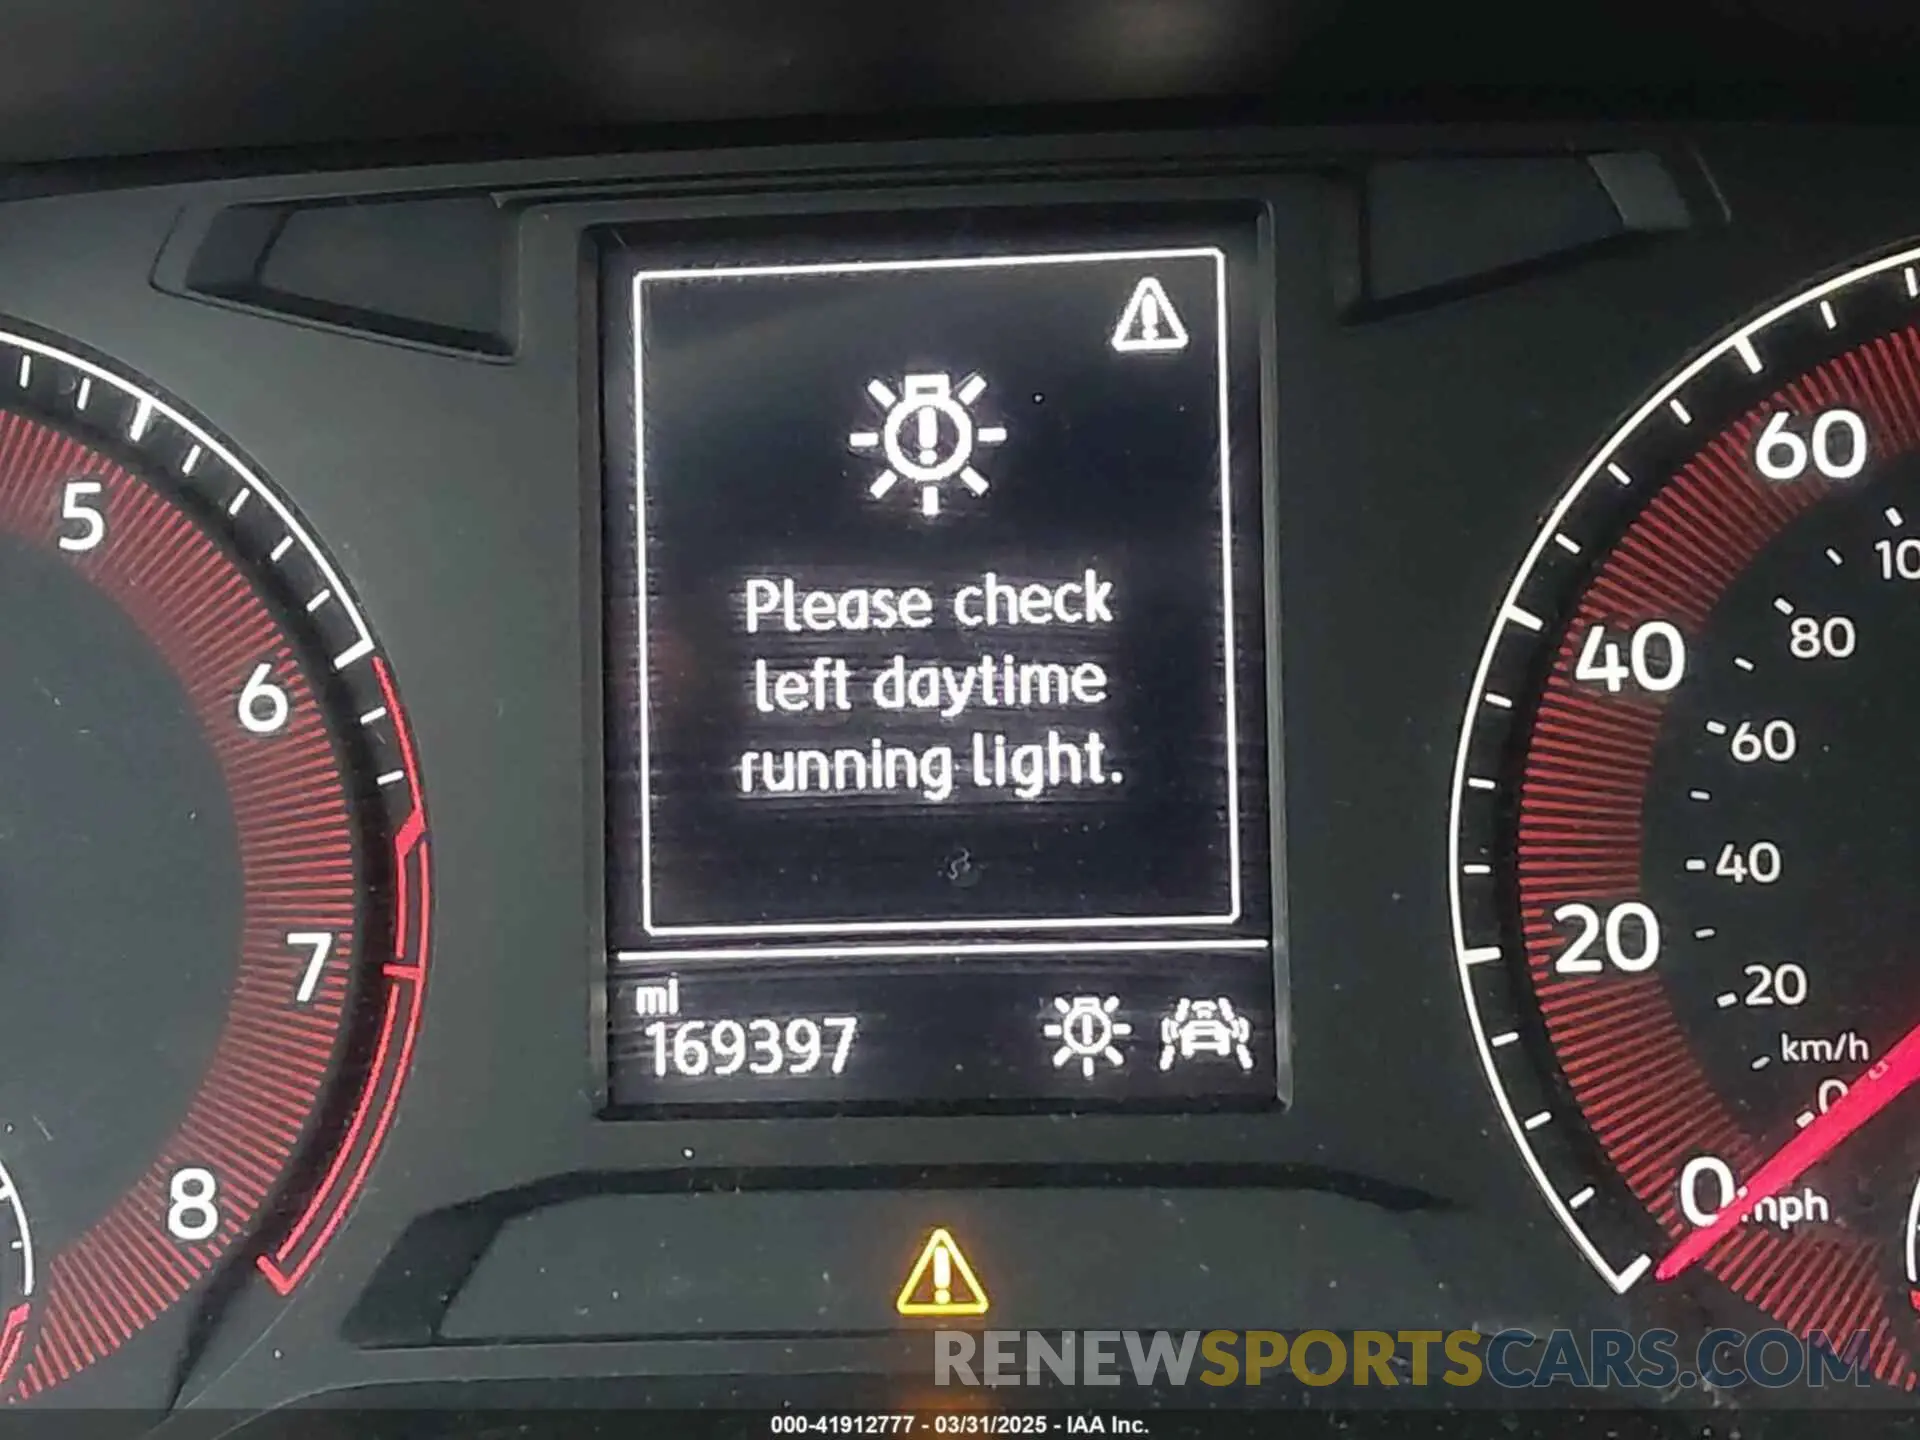 Please check
left daytime
running light.
mi
169397
5
6
7
8
60
40
20
0 mph
100
80
60
40
20
km/h
0
RENEWSPORTSCARS.COM
000-41912777 - 03/31/2025 - IAA Inc.